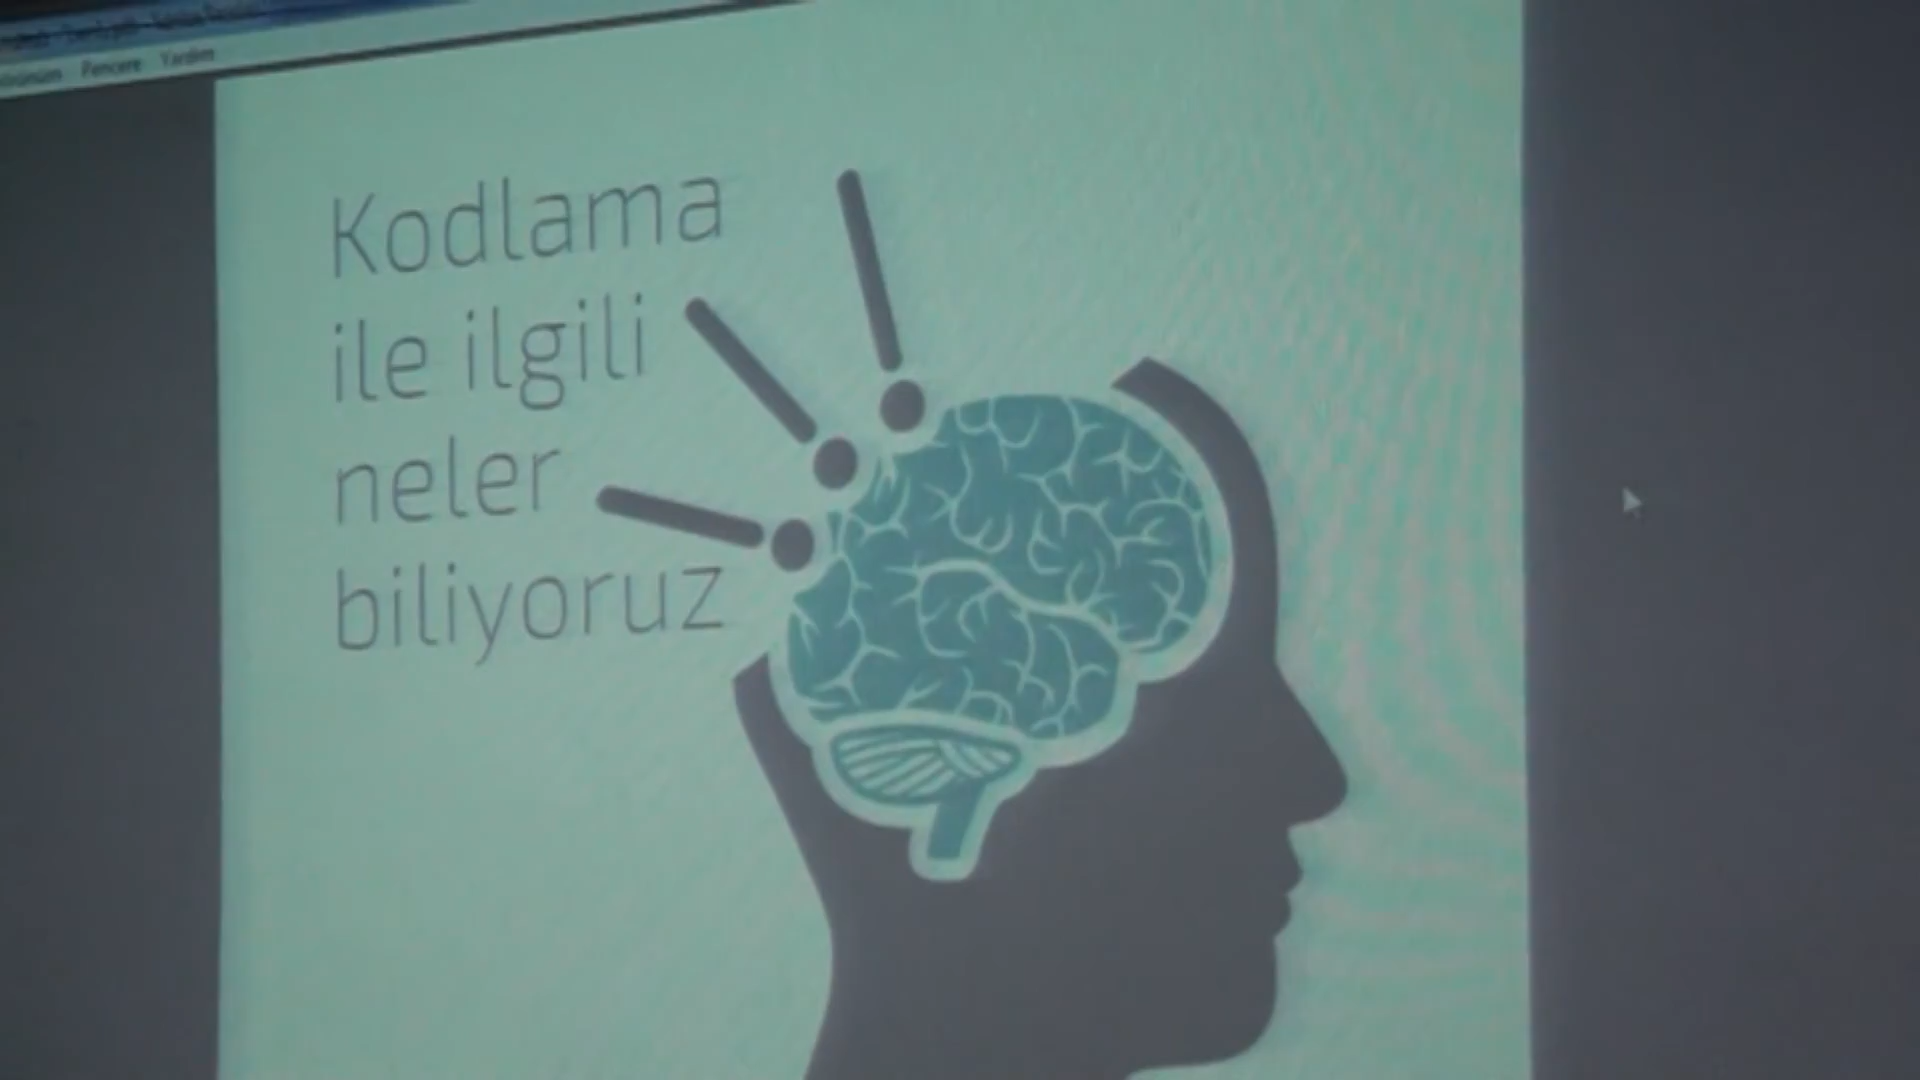 Pencere Yardım
Kodlama
ile ilgili
neler
biliyoruz